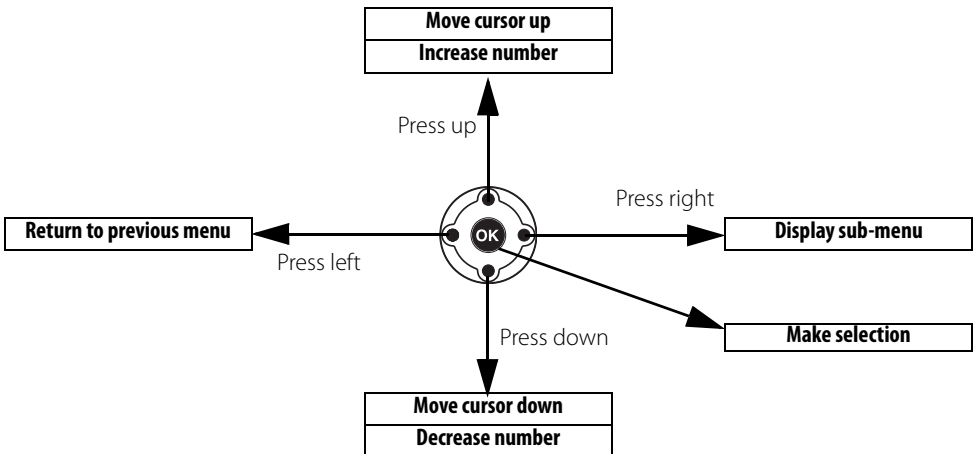 Move cursor up
Increase number
Press up
Press right
Return to previous menu
OK
Display sub-menu
Press left
Make selection
Press down
Move cursor down
Decrease number